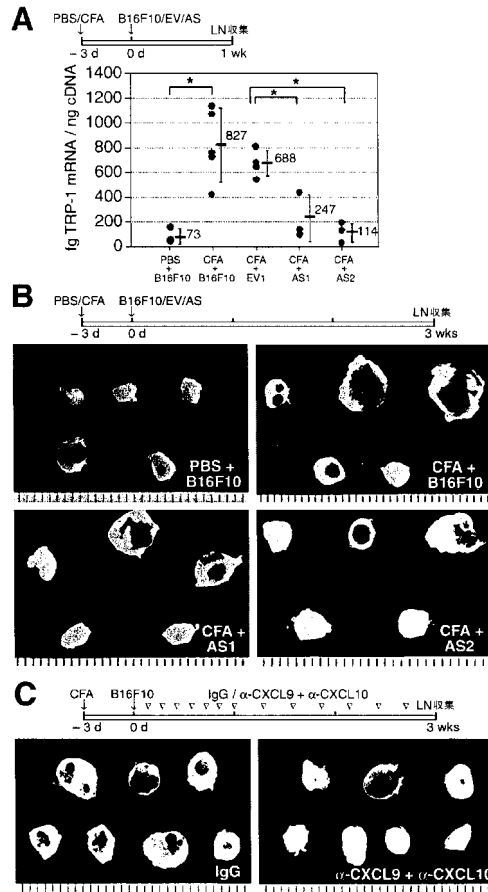 A
PBS/CFA
B16F10/EV/AS
LN収集
− 3 d
0 d
1 wk
fg TRP-1 mRNA / ng cDNA
1400
1200
1000
800
600
400
200
0
*
*
*
73
827
688
247
114
PBS + B16F10
CFA + B16F10
CFA + EV1
CFA + AS1
CFA + AS2
B
PBS/CFA
B16F10/EV/AS
LN収集
− 3 d
0 d
3 wks
PBS +
B16F10
CFA +
B16F10
CFA +
AS1
CFA +
AS2
C
CFA
B16F10
IgG / α-CXCL9 + α-CXCL10
LN収集
− 3 d
0 d
3 wks
IgG
α-CXCL9 + α-CXCL10